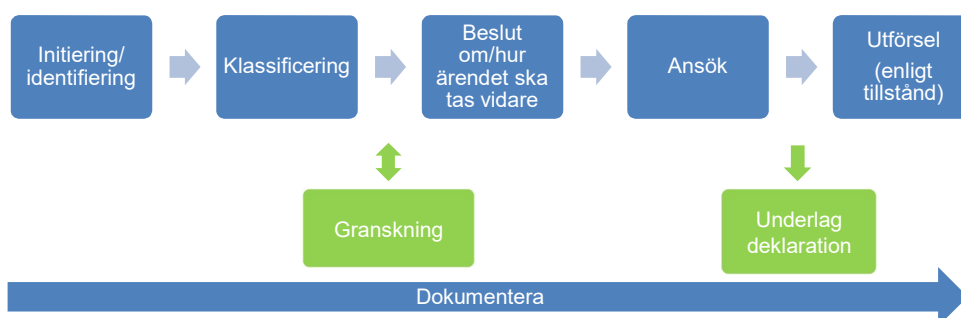 Initiering/
identifiering
Klassificering
Beslut
om/hur
ärendet ska
tas vidare
Ansök
Utförsel
(enligt
tillstånd)
Granskning
Underlag
deklaration
Dokumentera